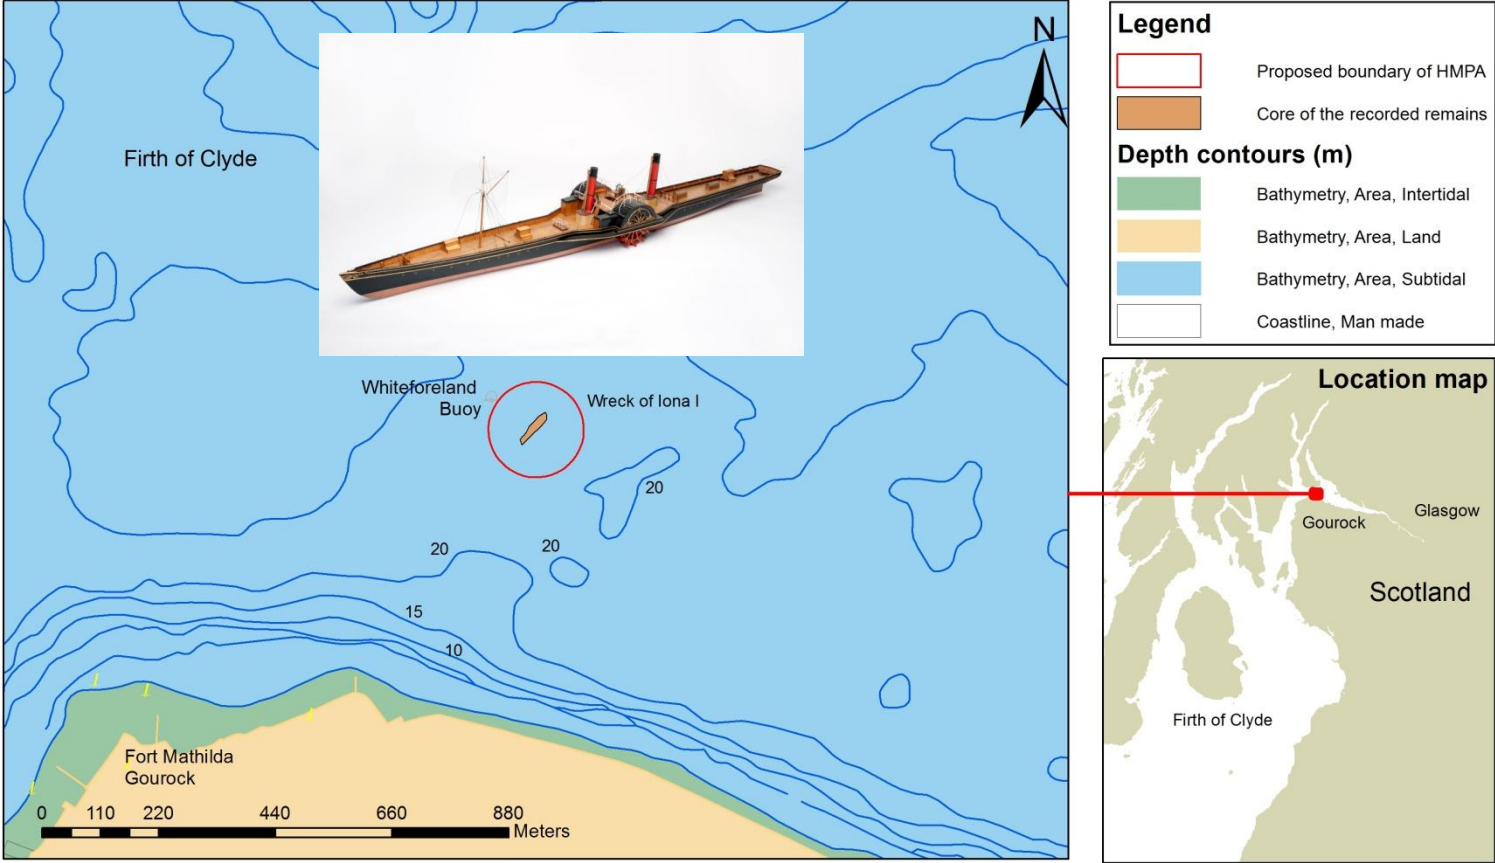 N
Firth of Clyde
Whiteforeland
Buoy
Wreck of Iona I
20
20
20
15
10
Fort Mathilda
Gourock
0 110 220 440 660 880
Meters
Legend
Proposed boundary of HMPA
Core of the recorded remains
Depth contours (m)
Bathymetry, Area, Intertidal
Bathymetry, Area, Land
Bathymetry, Area, Subtidal
Coastline, Man made
Location map
Glasgow
Gourock
Scotland
Firth of Clyde